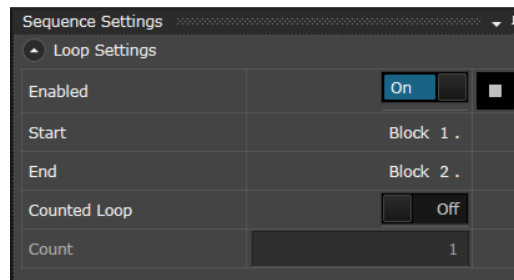 Sequence Settings
Loop Settings
Enabled On
Start Block 1 .
End Block 2 .
Counted Loop Off
Count 1